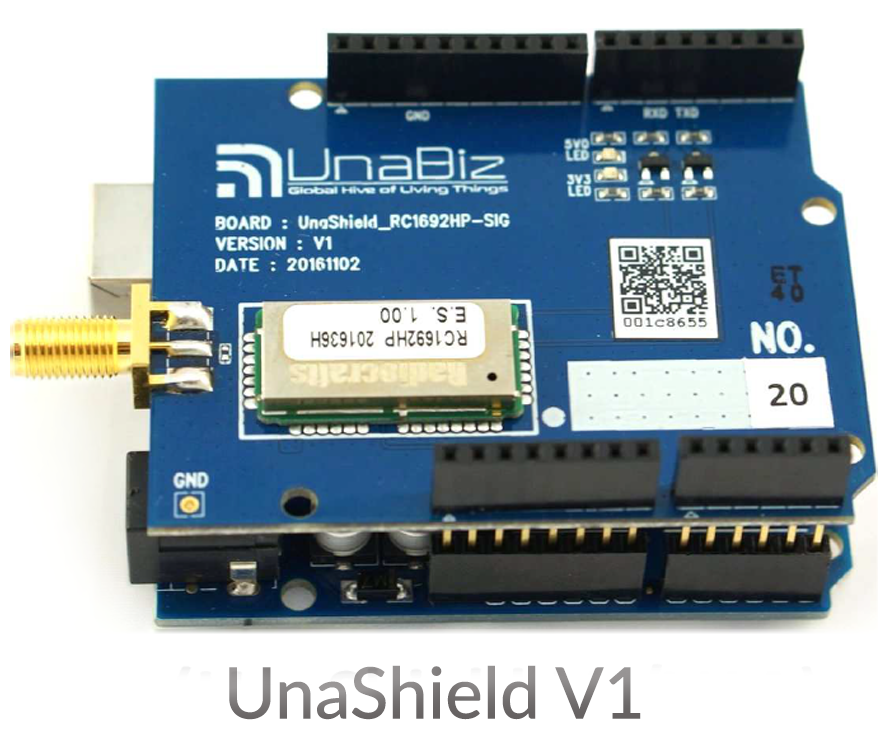 GND
RXD TXD
UnaBiz
Global Hive of Living Things
5V0
LED
3V3
LED
BOARD : UnaShield_RC1692HP-SIG
VERSION : V1
DATE : 20161102
001c8655
ET
40
NO.
20
RC1692HP 201636H
E.S. 1.00
Radiocrafts
GND
UnaShield V1